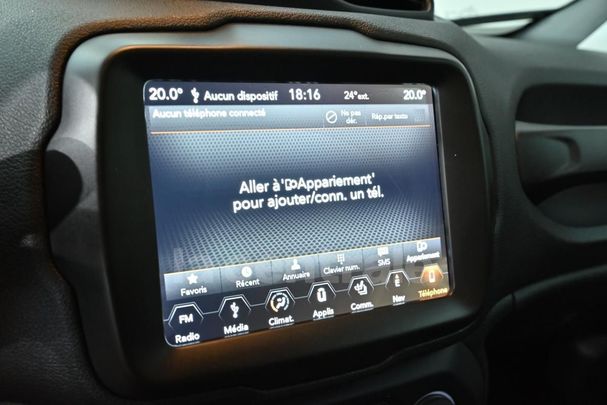 20.0° Aucun dispositif 18:16 24°ext. 20.0°
Aucun téléphone connecté Ne pas dér. Rép.par texto
Aller à 'Appariement'
pour ajouter/conn. un tél.
Favoris Récent Annuaire Clavier num. SMS Appariement
FM
Radio Média Climat. Applis Comm. Nav Téléphone